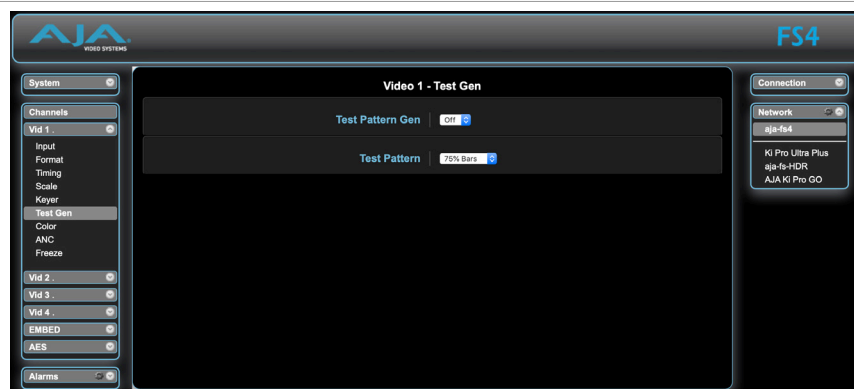 AJA
VIDEO SYSTEMS
FS4
System
Channels
Vid 1 .
Input
Format
Timing
Scale
Keyer
Test Gen
Color
ANC
Freeze
Vid 2 .
Vid 3 .
Vid 4 .
EMBED
AES
Alarms
Video 1 - Test Gen
Test Pattern Gen Off
Test Pattern 75% Bars
Connection
Network
aja-fs4
Ki Pro Ultra Plus
aja-fs-HDR
AJA Ki Pro GO